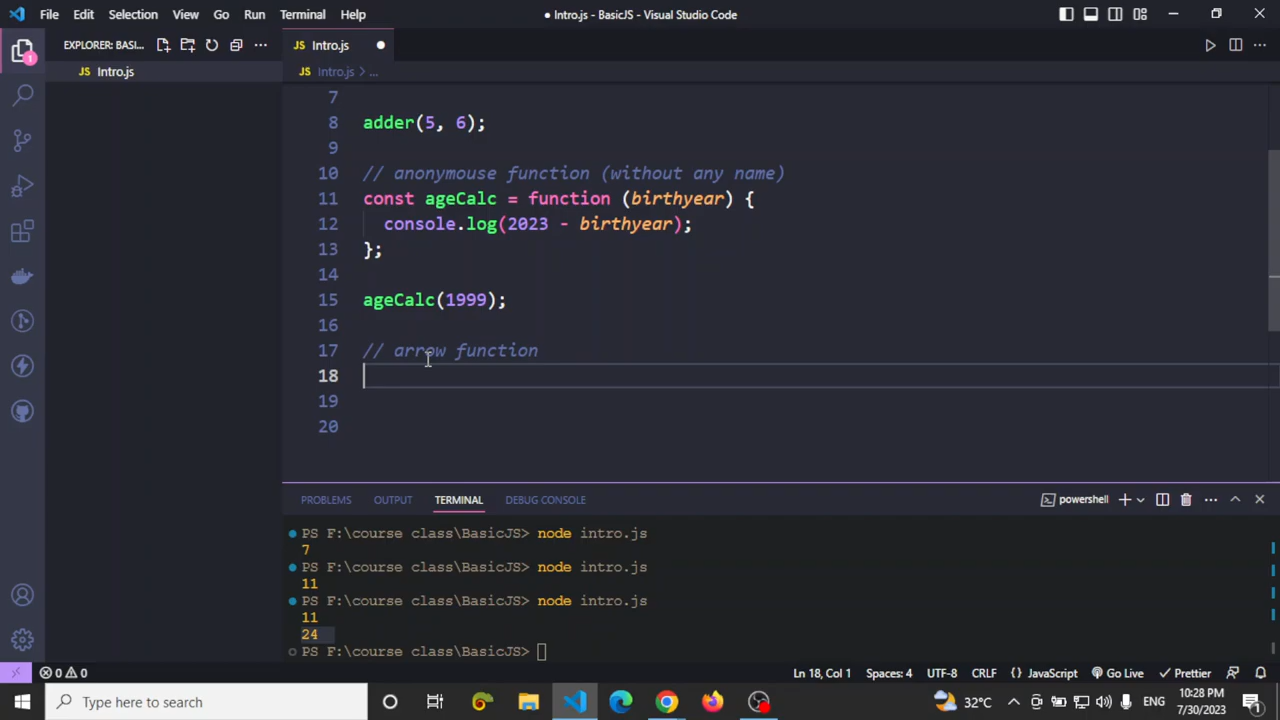 File Edit Selection View Go Run Terminal Help
● Intro.js - BasicJS - Visual Studio Code
EXPLORER: BASI...
JS Intro.js ●
1
JS Intro.js
JS Intro.js > ...
7
8 adder(5, 6);
9
10 // anonymouse function (without any name)
11 const ageCalc = function (birthyear) {
12 console.log(2023 - birthyear);
13 };
14
15 ageCalc(1999);
16
17 // arrow function
18
19
20
PROBLEMS OUTPUT TERMINAL DEBUG CONSOLE
powershell
PS F:\course class\BasicJS> node intro.js
7
PS F:\course class\BasicJS> node intro.js
11
PS F:\course class\BasicJS> node intro.js
11
24
PS F:\course class\BasicJS>
0 0 Ln 18, Col 1 Spaces: 4 UTF-8 CRLF {} JavaScript Go Live Prettier
Type here to search
32°C ENG 10:28 PM 7/30/2023 1